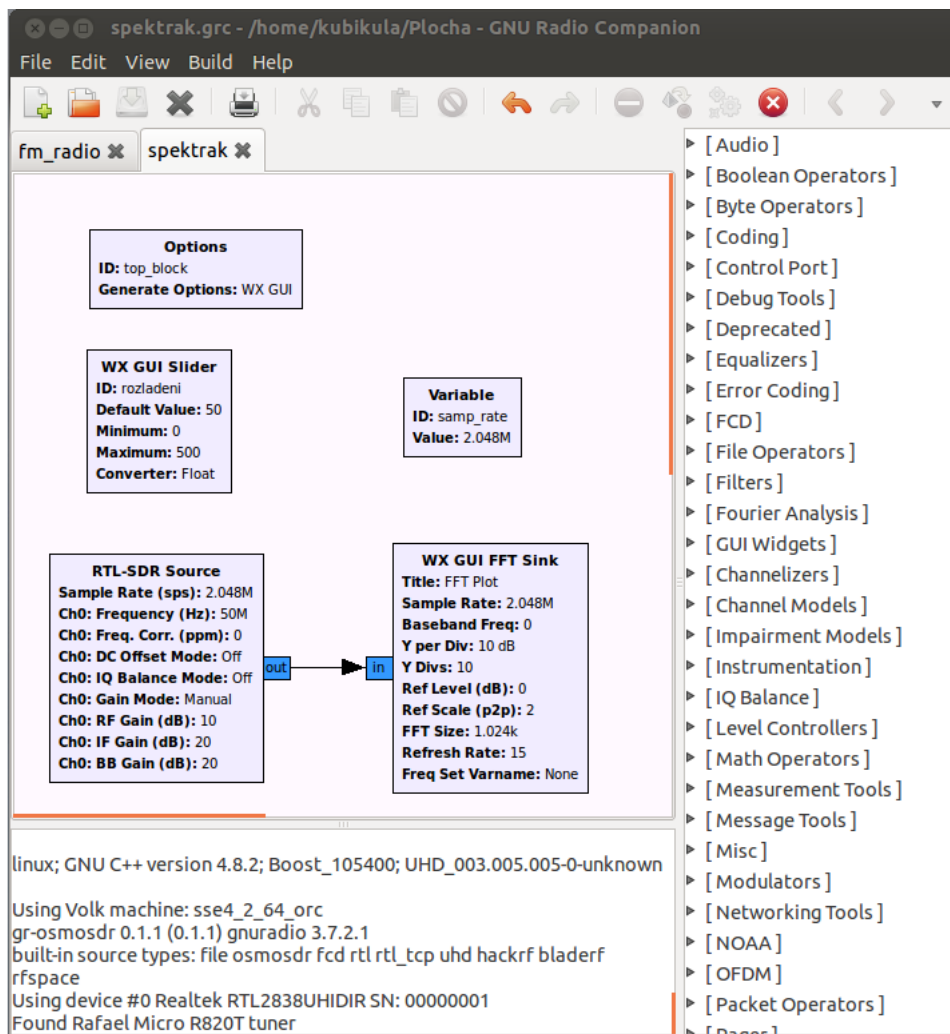 spektrak.grc - /home/kubikula/Plocha - GNU Radio Companion
File Edit View Build Help
fm_radio spektrak
Options
ID: top_block
Generate Options: WX GUI
WX GUI Slider
ID: rozladeni
Default Value: 50
Minimum: 0
Maximum: 500
Converter: Float
Variable
ID: samp_rate
Value: 2.048M
RTL-SDR Source
Sample Rate (sps): 2.048M
Ch0: Frequency (Hz): 50M
Ch0: Freq. Corr. (ppm): 0
Ch0: DC Offset Mode: Off
Ch0: IQ Balance Mode: Off
Ch0: Gain Mode: Manual
Ch0: RF Gain (dB): 10
Ch0: IF Gain (dB): 20
Ch0: BB Gain (dB): 20
out
in
WX GUI FFT Sink
Title: FFT Plot
Sample Rate: 2.048M
Baseband Freq: 0
Y per Div: 10 dB
Y Divs: 10
Ref Level (dB): 0
Ref Scale (p2p): 2
FFT Size: 1.024k
Refresh Rate: 15
Freq Set Varname: None
linux; GNU C++ version 4.8.2; Boost_105400; UHD_003.005.005-0-unknown
Using Volk machine: sse4_2_64_orc
gr-osmosdr 0.1.1 (0.1.1) gnuradio 3.7.2.1
built-in source types: file osmosdr fcd rtl rtl_tcp uhd hackrf bladerf
rfspace
Using device #0 Realtek RTL2838UHIDIR SN: 00000001
Found Rafael Micro R820T tuner
[ Audio ]
[ Boolean Operators ]
[ Byte Operators ]
[ Coding ]
[ Control Port ]
[ Debug Tools ]
[ Deprecated ]
[ Equalizers ]
[ Error Coding ]
[ FCD ]
[ File Operators ]
[ Filters ]
[ Fourier Analysis ]
[ GUI Widgets ]
[ Channelizers ]
[ Channel Models ]
[ Impairment Models ]
[ Instrumentation ]
[ IQ Balance ]
[ Level Controllers ]
[ Math Operators ]
[ Measurement Tools ]
[ Message Tools ]
[ Misc ]
[ Modulators ]
[ Networking Tools ]
[ NOAA ]
[ OFDM ]
[ Packet Operators ]